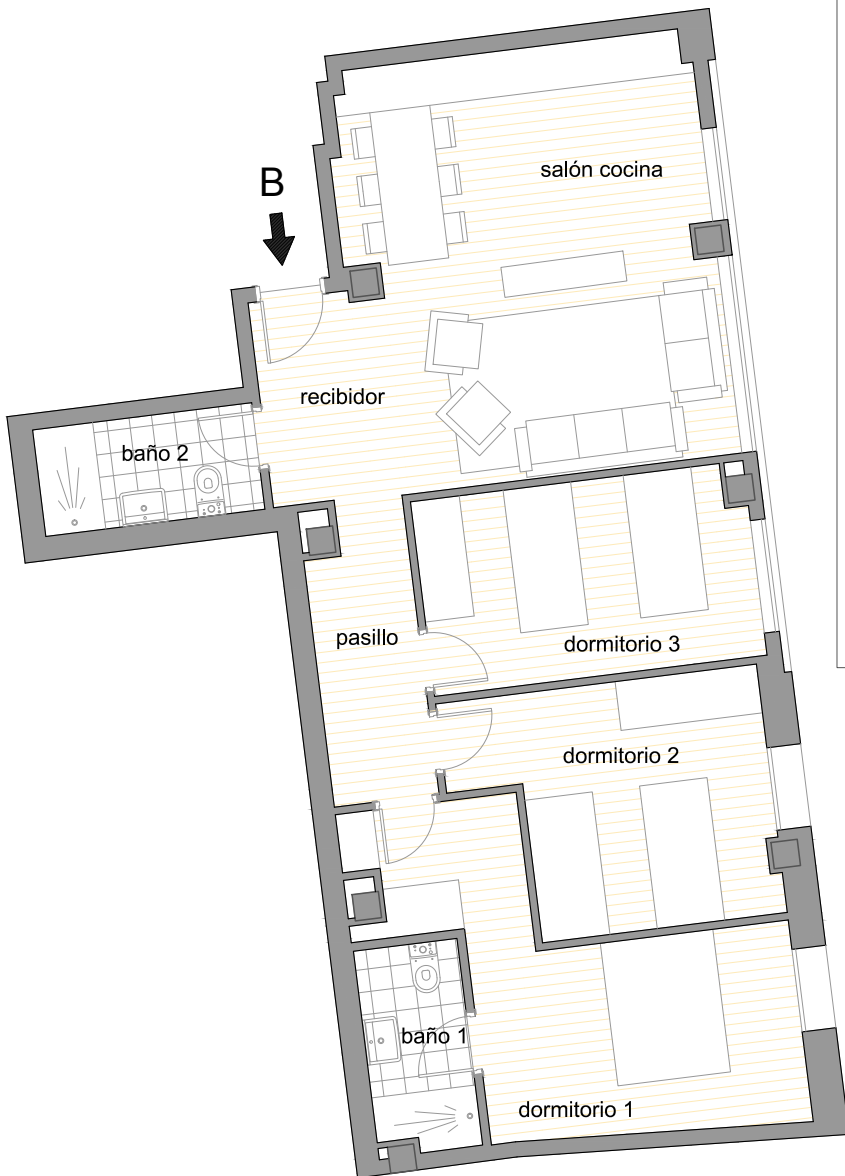 salón cocina
B
recibidor
baño 2
pasillo
dormitorio 3
dormitorio 2
baño 1
dormitorio 1